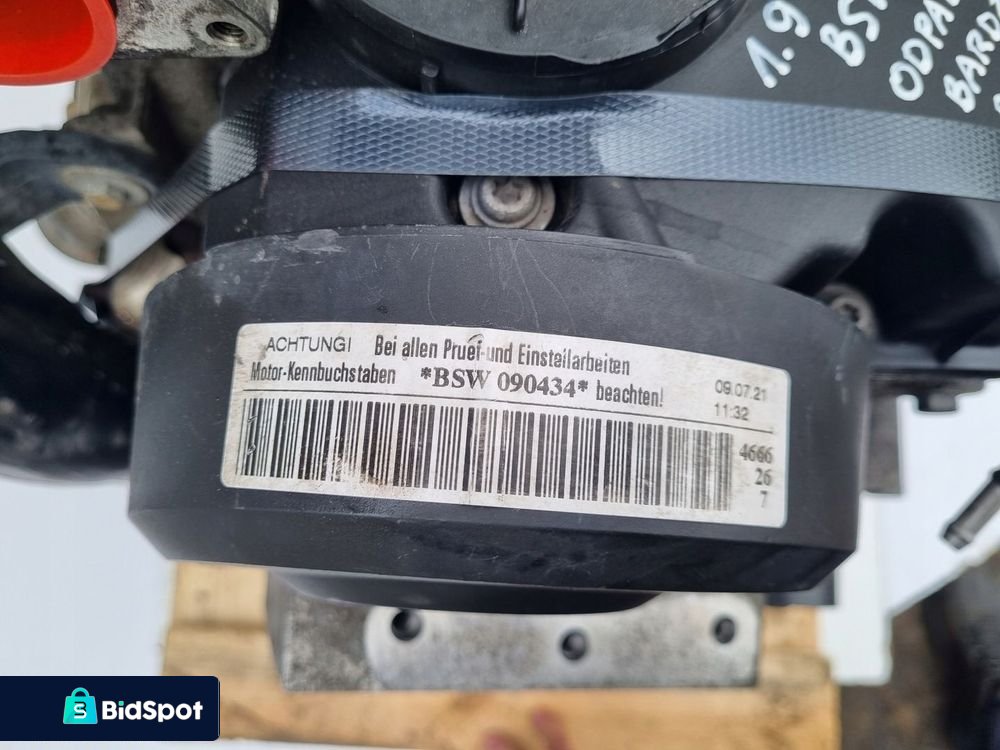 1.9
ACHTUNG! Bei allen Pruef-und Einstellarbeiten
Motor-Kennbuchstaben *BSW 090434* beachten!
09.07.21
11:32
4666
26
7
BidSpot